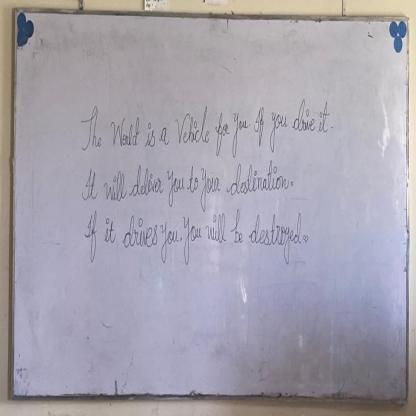 The World is a Vehicle for you If you drive it.
It will deliver You to Your destination.
If it drives You, You will be destroyed.